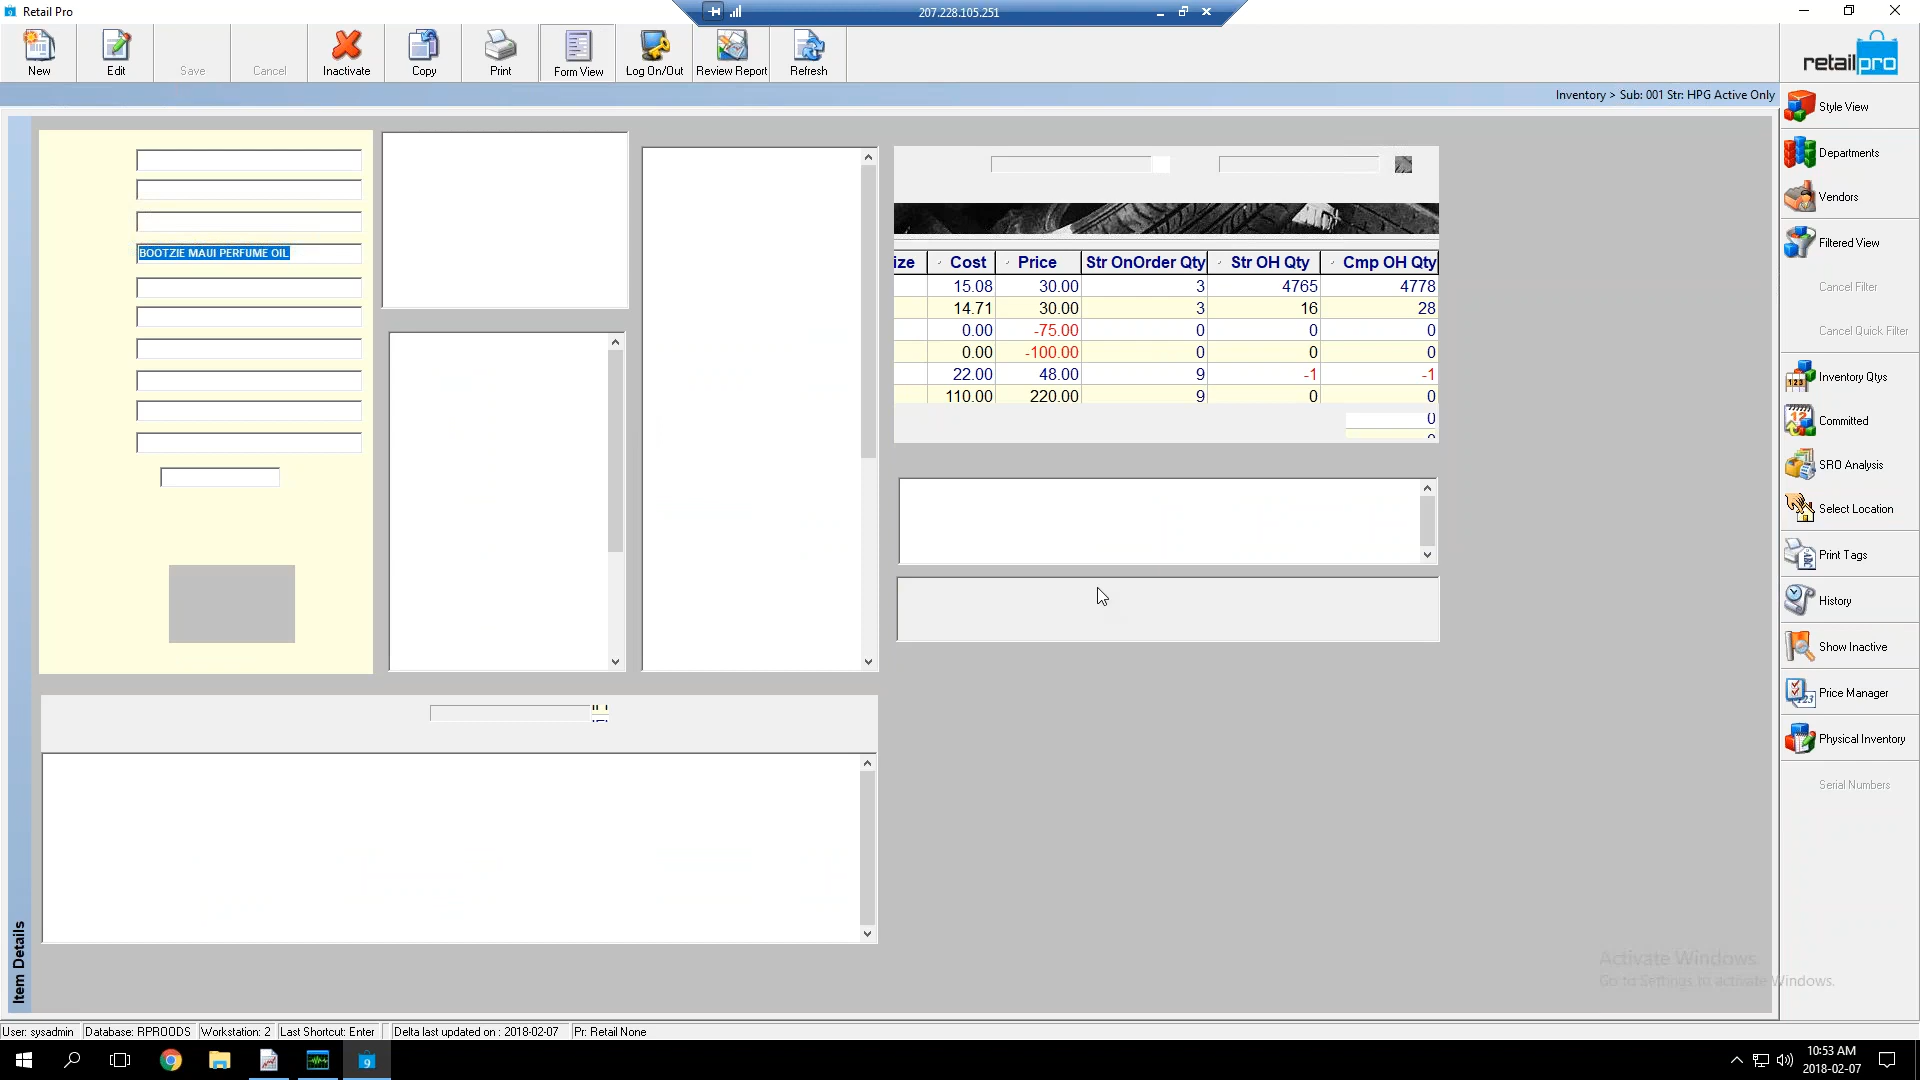 Retail Pro
207.228.105.251
New
Edit
Save
Cancel
Inactivate
Copy
Print
Form View
Log On/Out
Review Report
Refresh
retailpro
Inventory > Sub: 001 Str: HPG Active Only
Style View
Departments
Vendors
Filtered View
Cancel Filter
Cancel Quick Filter
Inventory Qtys
Committed
SRO Analysis
Select Location
Print Tags
History
Show Inactive
Price Manager
Physical Inventory
Serial Numbers
BOOTZIE MAUI PERFUME OIL
ize Cost Price Str OnOrder Qty Str OH Qty Cmp OH Qty
15.08 30.00 3 4765 4778
14.71 30.00 3 16 28
0.00 -75.00 0 0 0
0.00 -100.00 0 0 0
22.00 48.00 9 -1 -1
110.00 220.00 9 0 0
0
Item Details
Activate Windows
Go to Settings to activate Windows.
User: sysadmin Database: RPROODS Workstation: 2 Last Shortcut: Enter Delta last updated on : 2018-02-07 Pr: Retail None
10:53 AM
2018-02-07